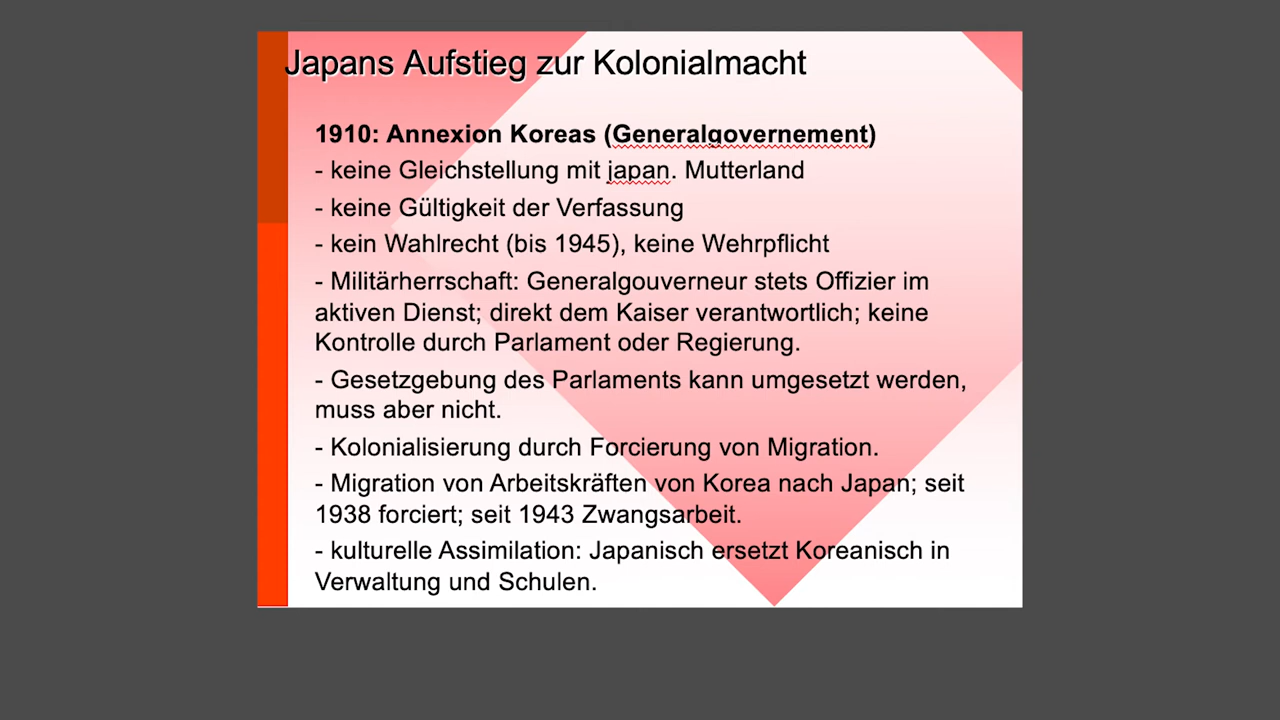 Japans Aufstieg zur Kolonialmacht
1910: Annexion Koreas (Generalgovernement)
- keine Gleichstellung mit japan. Mutterland
- keine Gültigkeit der Verfassung
- kein Wahlrecht (bis 1945), keine Wehrpflicht
- Militärherrschaft: Generalgouverneur stets Offizier im
aktiven Dienst; direkt dem Kaiser verantwortlich; keine
Kontrolle durch Parlament oder Regierung.
- Gesetzgebung des Parlaments kann umgesetzt werden,
muss aber nicht.
- Kolonialisierung durch Forcierung von Migration.
- Migration von Arbeitskräften von Korea nach Japan; seit
1938 forciert; seit 1943 Zwangsarbeit.
- kulturelle Assimilation: Japanisch ersetzt Koreanisch in
Verwaltung und Schulen.